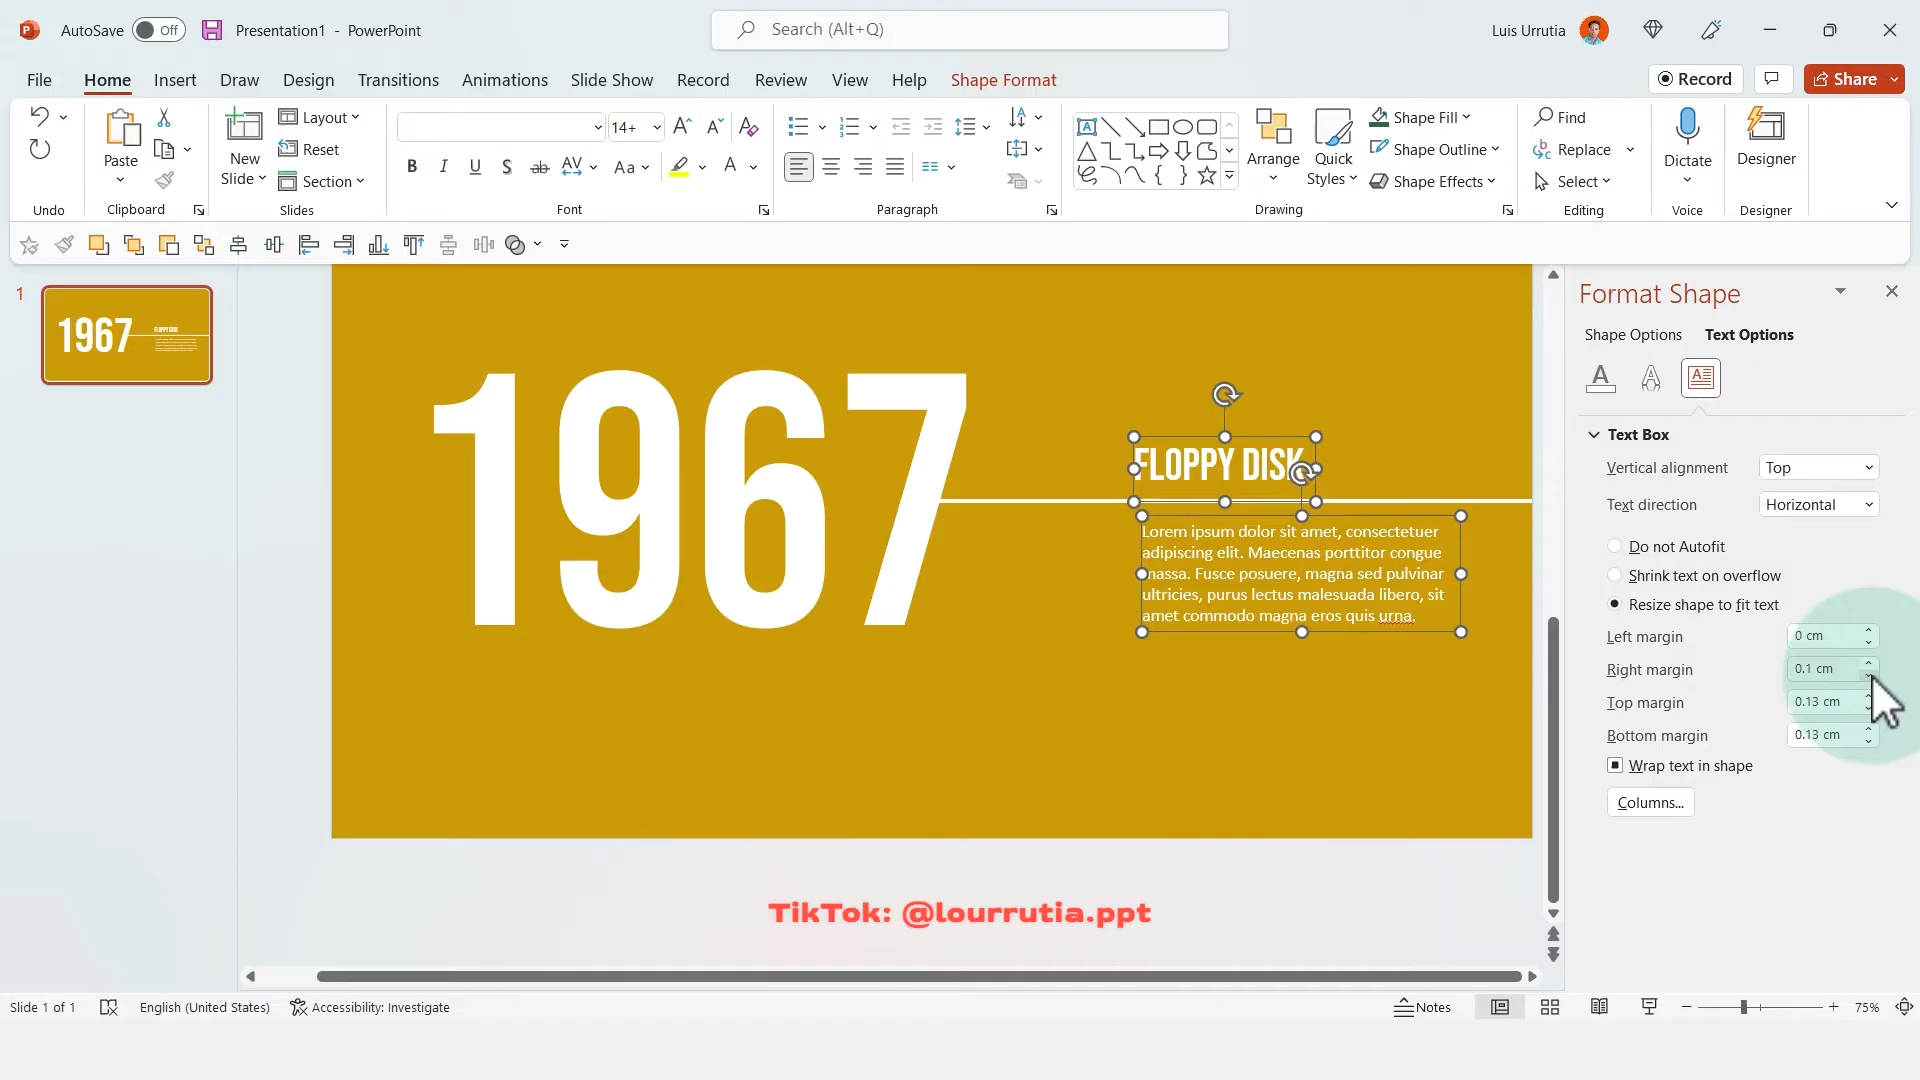 AutoSave Off Presentation1 - PowerPoint Search (Alt+Q) Luis Urrutia
File Home Insert Draw Design Transitions Animations Slide Show Record Review View Help Shape Format Record Share
Paste New Slide Layout Reset Section 14+ Aa Arrange Quick Styles Shape Fill Shape Outline Shape Effects Find Replace Select Dictate Designer
Undo Clipboard Slides Font Paragraph Drawing Editing Voice Designer
1
1967 FLOPPY DISK
1967
FLOPPY DISK
Lorem ipsum dolor sit amet, consectetuer
adipiscing elit. Maecenas porttitor congue
massa. Fusce posuere, magna sed pulvinar
ultricies, purus lectus malesuada libero, sit
amet commodo magna eros quis urna.
Format Shape
Shape Options Text Options
Text Box
Vertical alignment Top
Text direction Horizontal
Do not Autofit
Shrink text on overflow
Resize shape to fit text
Left margin 0 cm
Right margin 0.1 cm
Top margin 0.13 cm
Bottom margin 0.13 cm
Wrap text in shape
Columns...
TikTok: @lourrutia.ppt
Slide 1 of 1 English (United States) Accessibility: Investigate Notes 75%